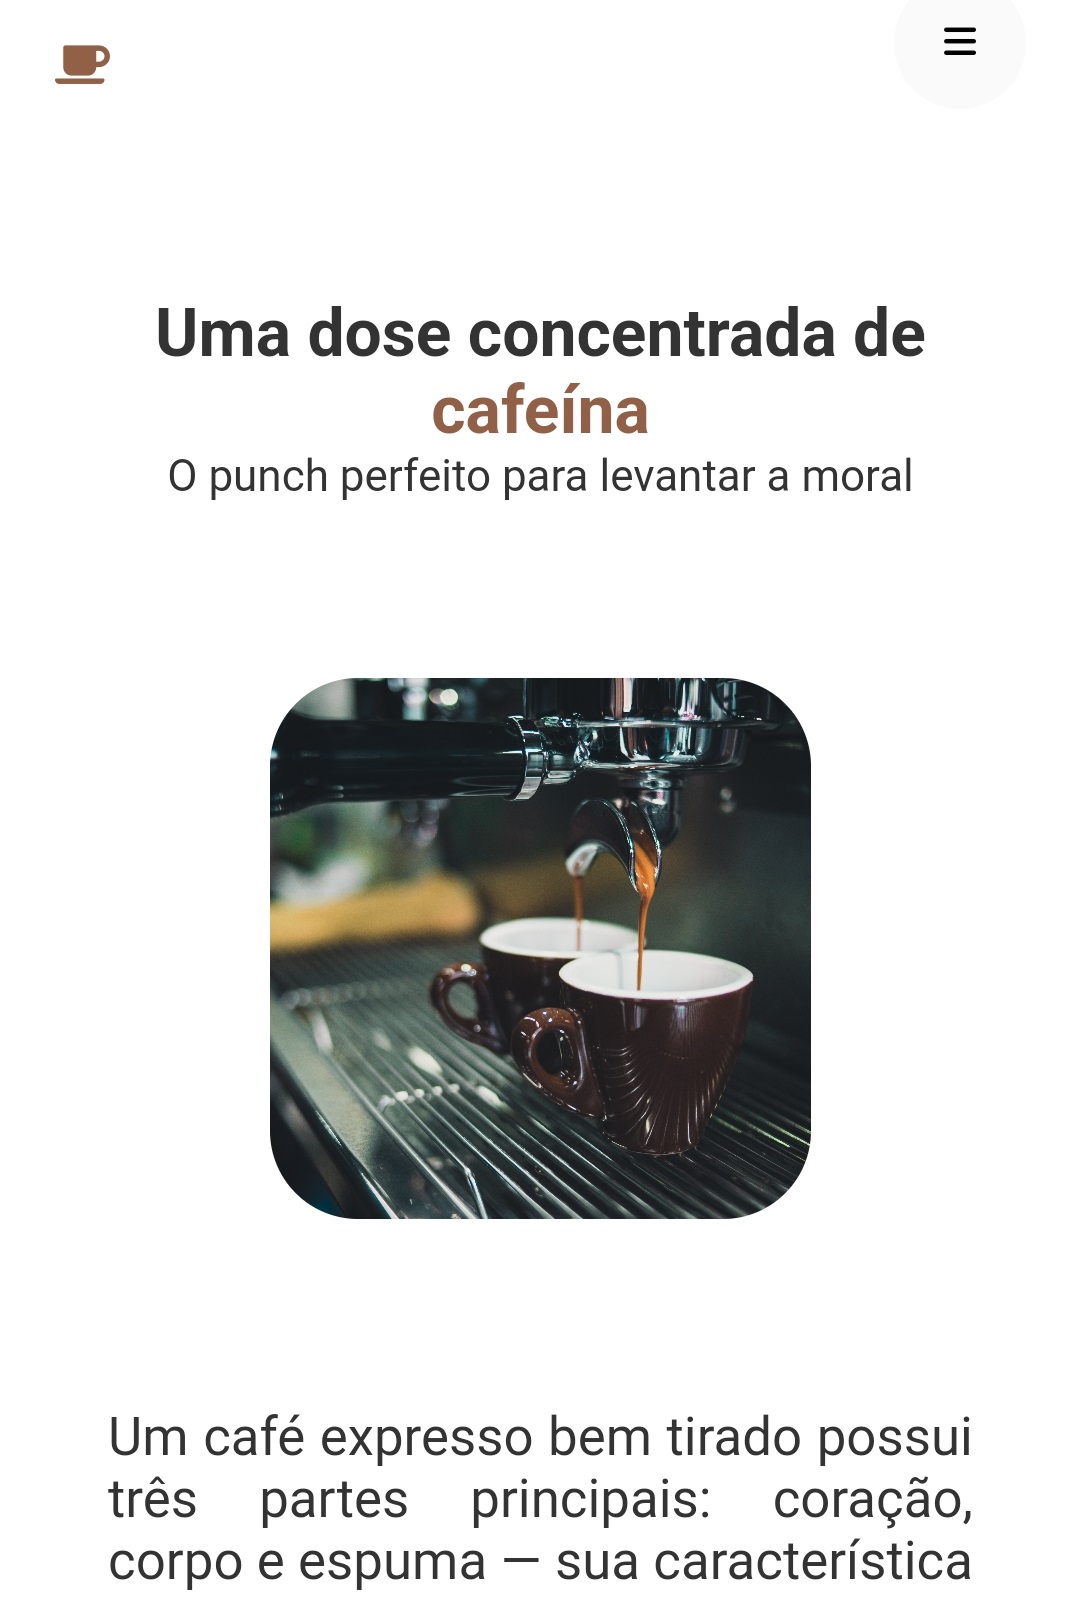 Uma dose concentrada de
cafeína
O punch perfeito para levantar a moral
Um café expresso bem tirado possui
três partes principais: coração,
corpo e espuma — sua característica